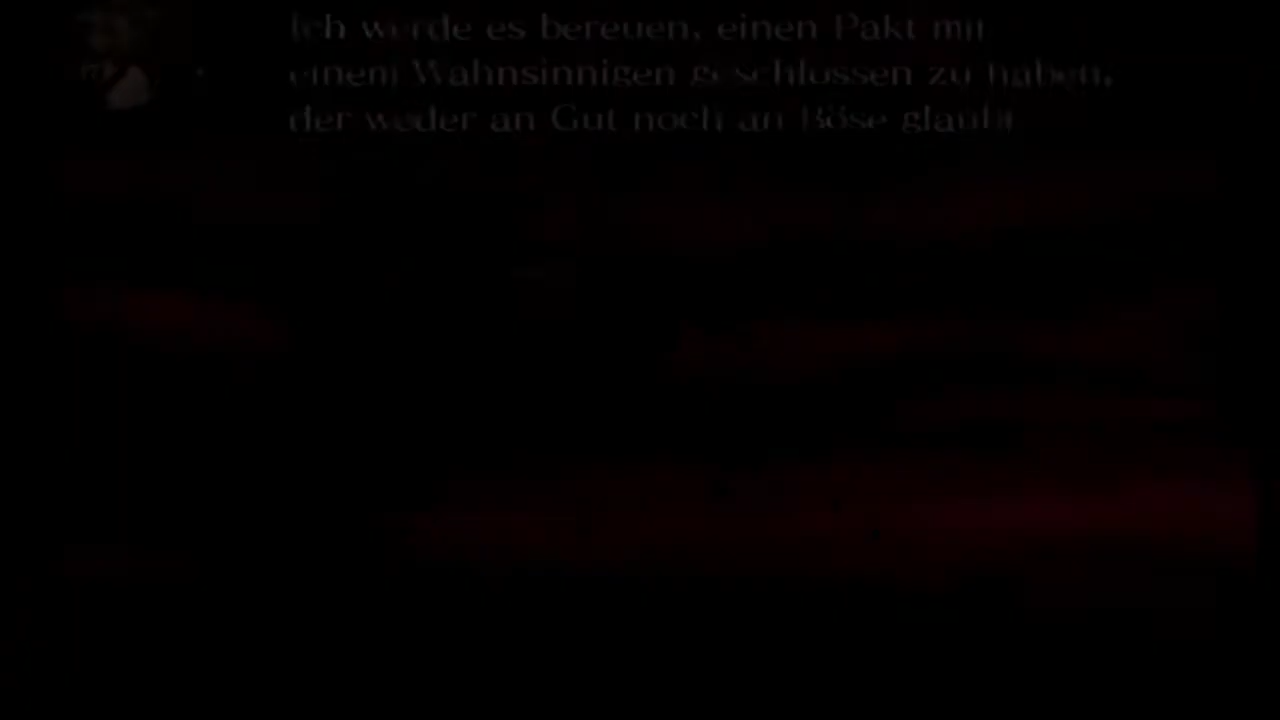 Ich werde es bereuen, einen Pakt mit
einem Wahnsinnigen geschlossen zu haben,
der weder an Gut noch an Böse glaubt